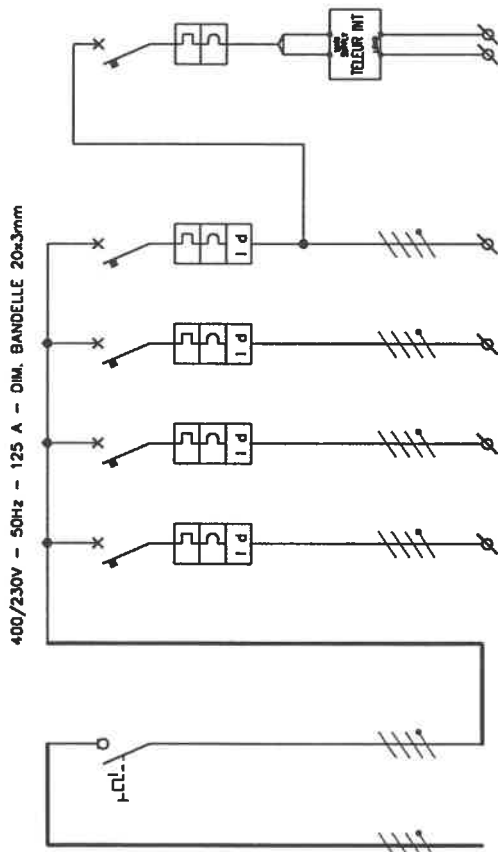 400/230V - 50Hz - 125 A - DIM. BANDELLE 20x3mm
TELEUR INT
I d
I d
I d
I d